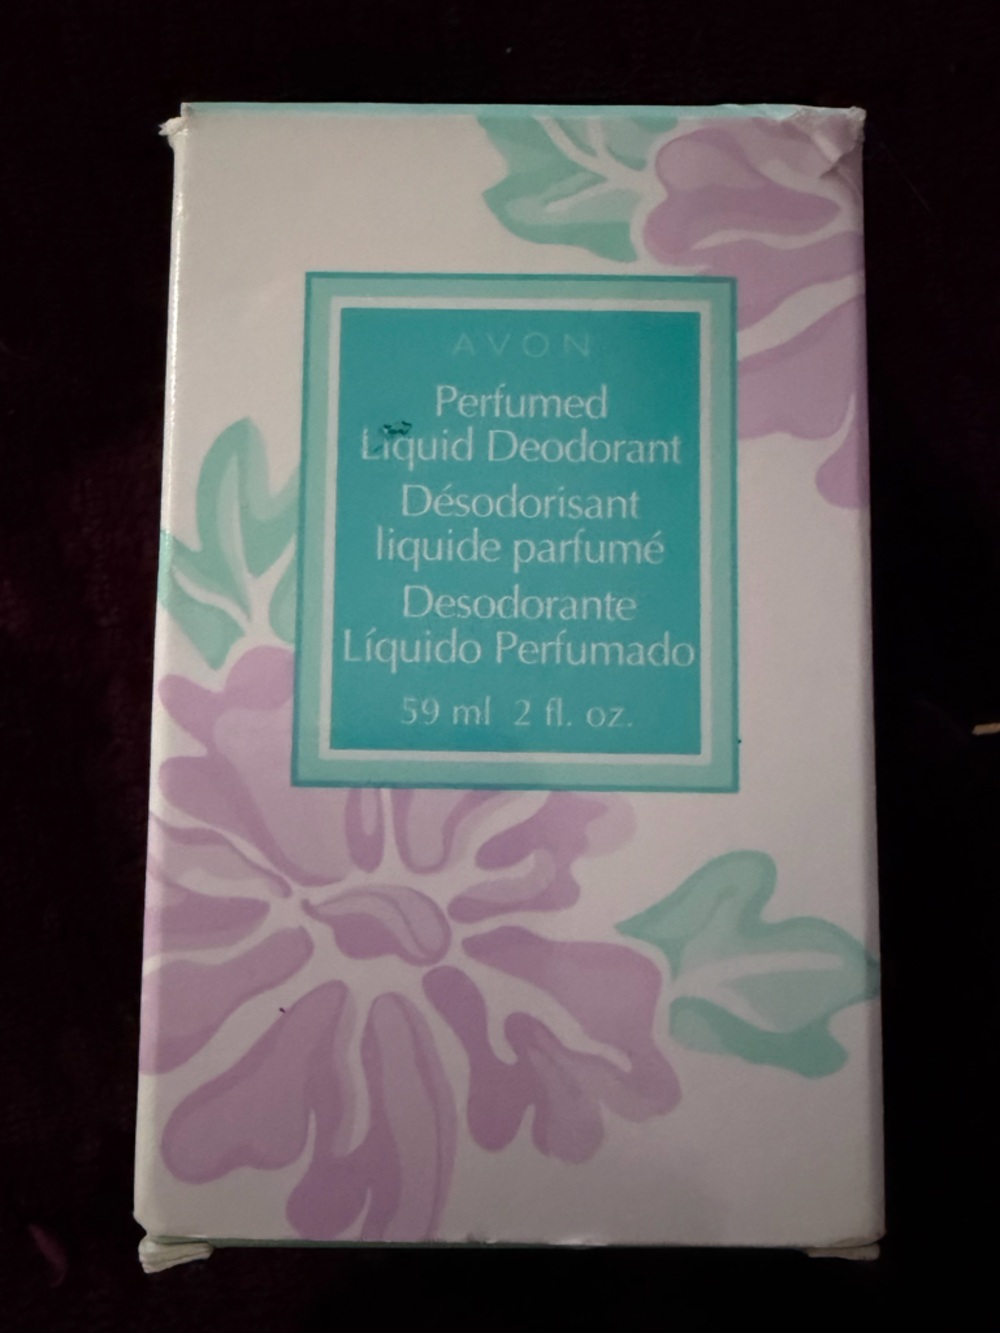 AVON
Perfumed
Liquid Deodorant
Désodorisant
liquide parfumé
Desodorante
Líquido Perfumado
59 ml 2 fl. oz.